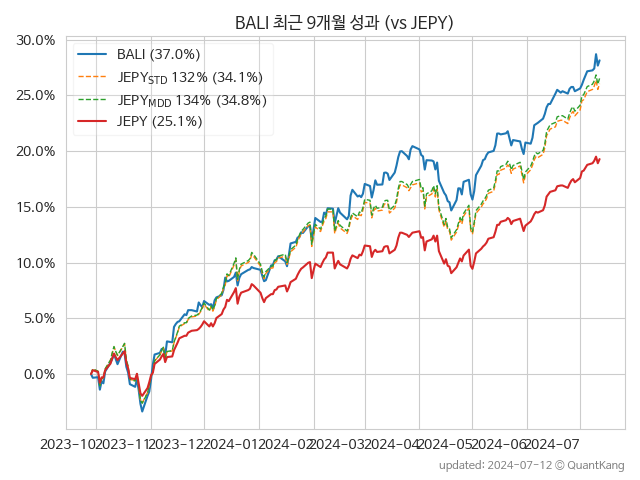 BALI 최근 9개월 성과 (vs JEPY)
30.0%
25.0%
20.0%
15.0%
10.0%
5.0%
0.0%
BALI (37.0%)
JEPYSTD 132% (34.1%)
JEPYMDD 134% (34.8%)
JEPY (25.1%)
2023-10 2023-11 2023-12 2024-01 2024-02 2024-03 2024-04 2024-05 2024-06 2024-07
updated: 2024-07-12 © QuantKang